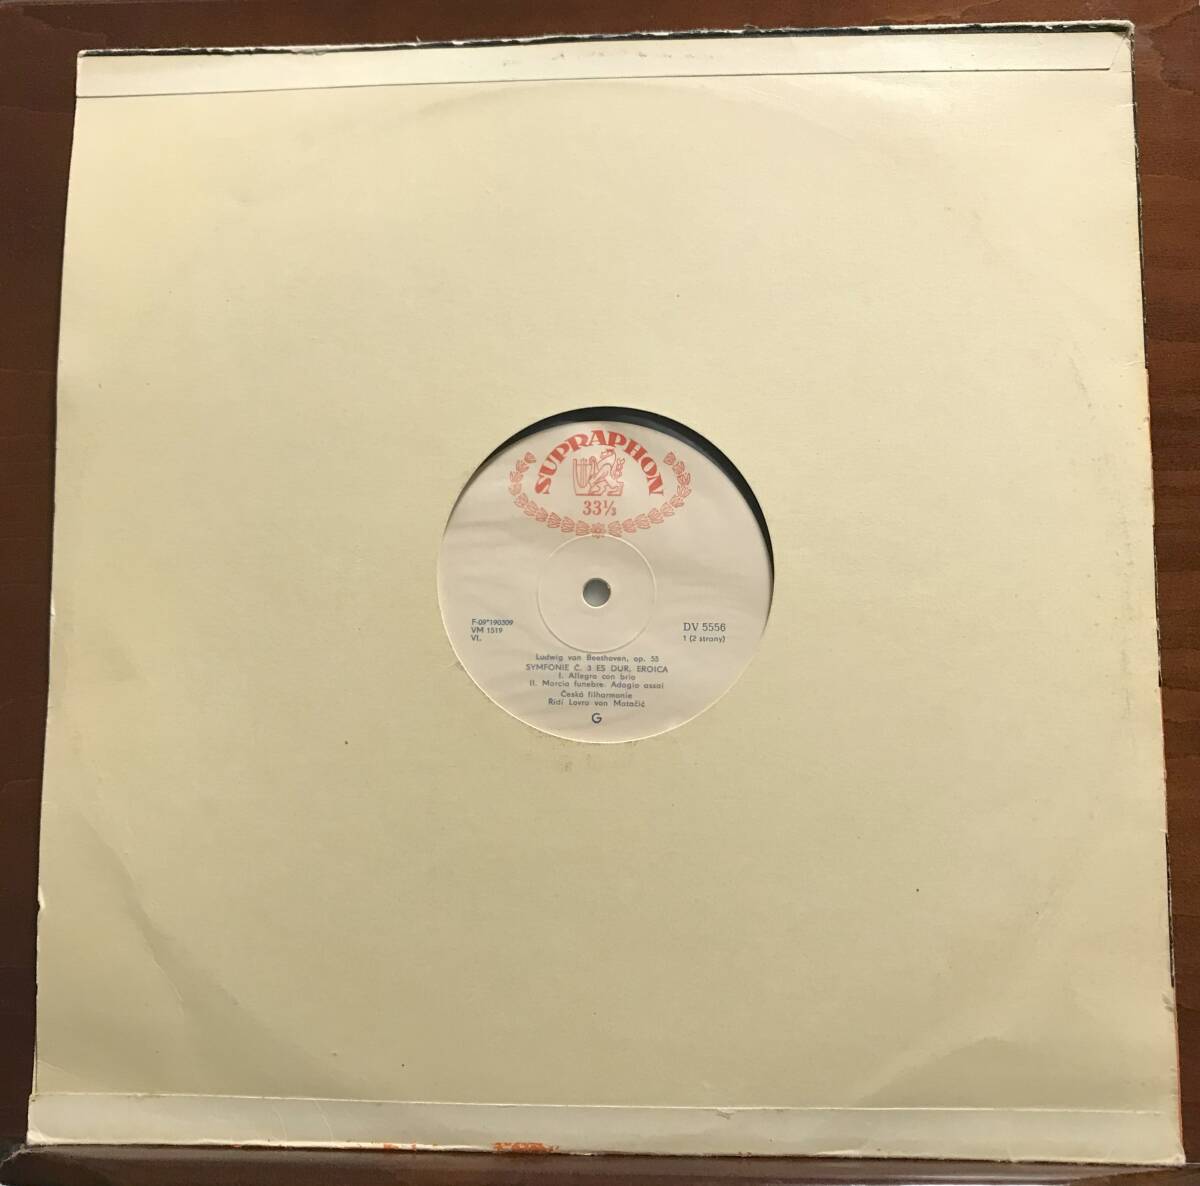 SUPRAPHON
33⅓
F-09*190309
VM 1519
VI.
DV 5556
1 (2 strany)
Ludwig van Beethoven, op. 55
SYMFONIE Č. 3 ES DUR, EROICA
I. Allegro con brio
II. Marcia funebre. Adagio assai
Česká filharmonie
Řídí Lovro von Matačić
G